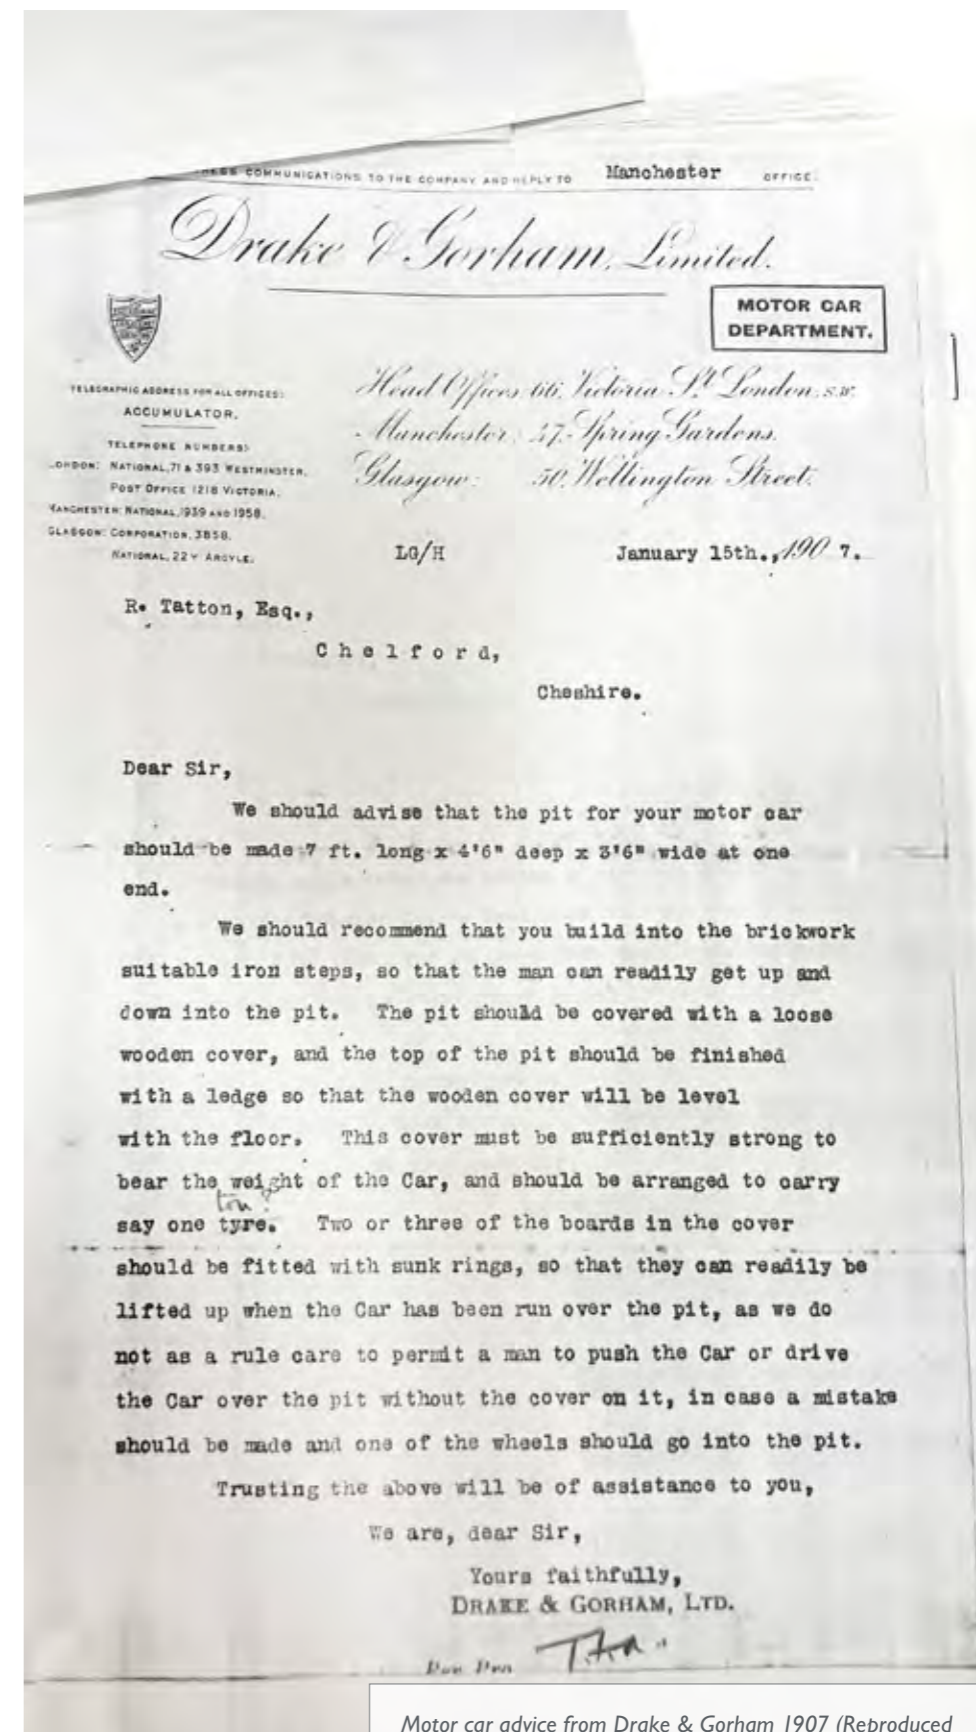 COMMUNICATIONS TO THE COMPANY AND REPLY TO Manchester OFFICE.
Drake & Gorham, Limited.
MOTOR CAR
DEPARTMENT.
TELEGRAPHIC ADDRESS FOR ALL OFFICES:
ACCUMULATOR.
TELEPHONE NUMBERS:
LONDON: NATIONAL, 71 & 393 WESTMINSTER.
POST OFFICE 1218 VICTORIA.
MANCHESTER: NATIONAL, 1939 AND 1958.
GLASGOW: CORPORATION, 3858.
NATIONAL, 22 Y ARGYLE.
Head Offices 66, Victoria St. London, S.W.
Manchester: 47, Spring Gardens.
Glasgow: 50, Wellington Street.
LG/H January 15th., 1907.
R. Tatton, Esq.,
Chelford,
Cheshire.
Dear Sir,
We should advise that the pit for your motor car
should be made 7 ft. long x 4'6" deep x 3'6" wide at one
end.
We should recommend that you build into the brickwork
suitable iron steps, so that the man can readily get up and
down into the pit. The pit should be covered with a loose
wooden cover, and the top of the pit should be finished
with a ledge so that the wooden cover will be level
with the floor. This cover must be sufficiently strong to
bear the weight of the Car, and should be arranged to carry
ton?
say one tyre. Two or three of the boards in the cover
should be fitted with sunk rings, so that they can readily be
lifted up when the Car has been run over the pit, as we do
not as a rule care to permit a man to push the Car or drive
the Car over the pit without the cover on it, in case a mistake
should be made and one of the wheels should go into the pit.
Trusting the above will be of assistance to you,
We are, dear Sir,
Yours faithfully,
DRAKE & GORHAM, LTD.
Motor car advice from Drake & Gorham 1907 (Reproduced